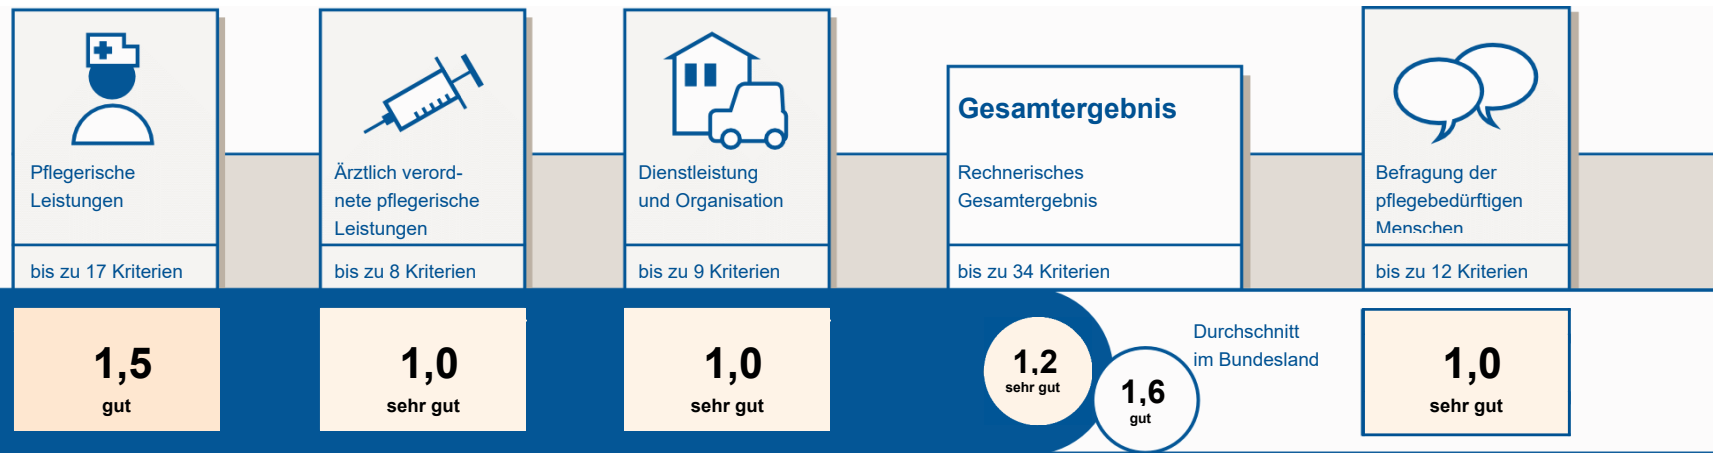 Pflegerische
Leistungen
bis zu 17 Kriterien
1,5
gut
Ärztlich verord-
nete pflegerische
Leistungen
bis zu 8 Kriterien
1,0
sehr gut
Dienstleistung
und Organisation
bis zu 9 Kriterien
1,0
sehr gut
Gesamtergebnis
Rechnerisches
Gesamtergebnis
bis zu 34 Kriterien
1,2
sehr gut
Durchschnitt
im Bundesland
1,6
gut
Befragung der
pflegebedürftigen
Menschen
bis zu 12 Kriterien
1,0
sehr gut